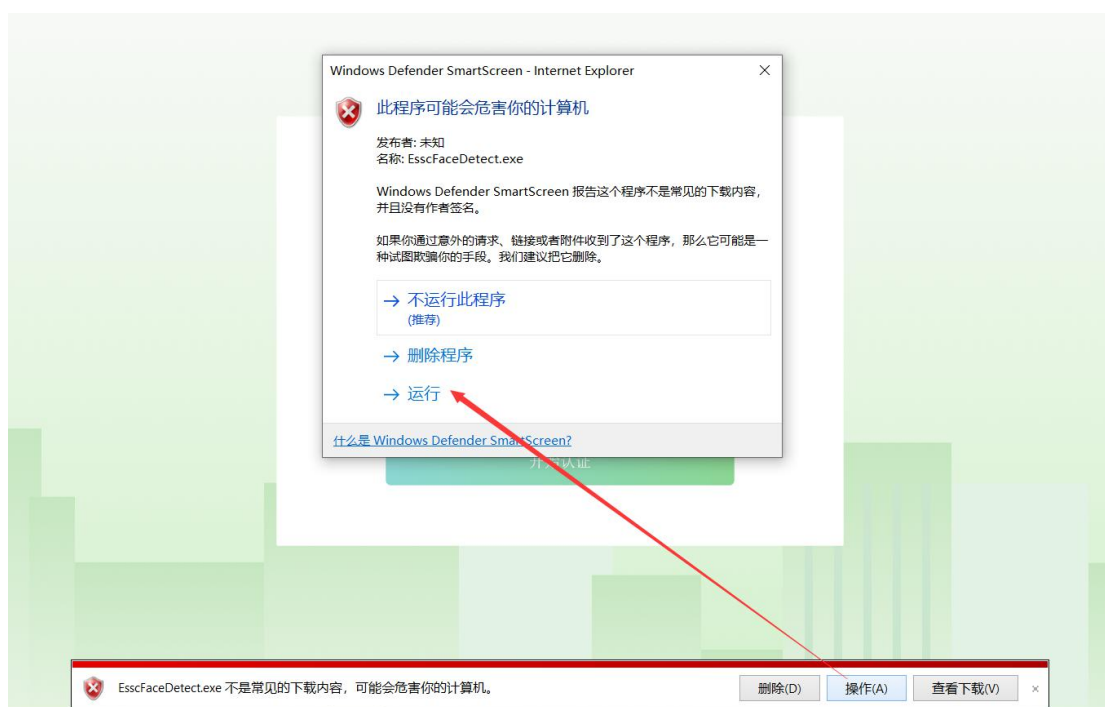 Windows Defender SmartScreen - Internet Explorer
此程序可能会危害你的计算机
发布者: 未知
名称: EsscFaceDetect.exe
Windows Defender SmartScreen 报告这个程序不是常见的下载内容，
并且没有作者签名。
如果你通过意外的请求、链接或者附件收到了这个程序，那么它可能是一
种试图欺骗你的手段。我们建议把它删除。
不运行此程序
(推荐)
删除程序
运行
什么是 Windows Defender SmartScreen?
开始认证
EsscFaceDetect.exe 不是常见的下载内容，可能会危害你的计算机。
删除(D)
操作(A)
查看下载(V)